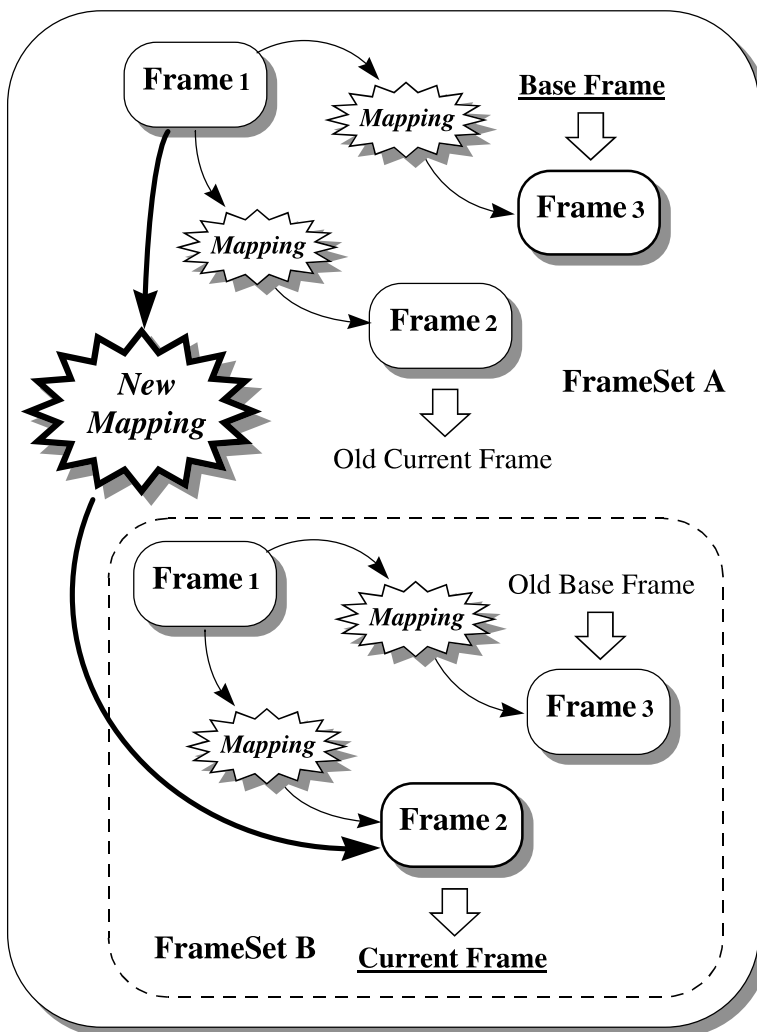 Frame 1
Base Frame
Mapping
Frame 3
Mapping
Frame 2
New
Mapping
FrameSet A
Old Current Frame
Frame 1
Old Base Frame
Mapping
Frame 3
Mapping
Frame 2
FrameSet B
Current Frame